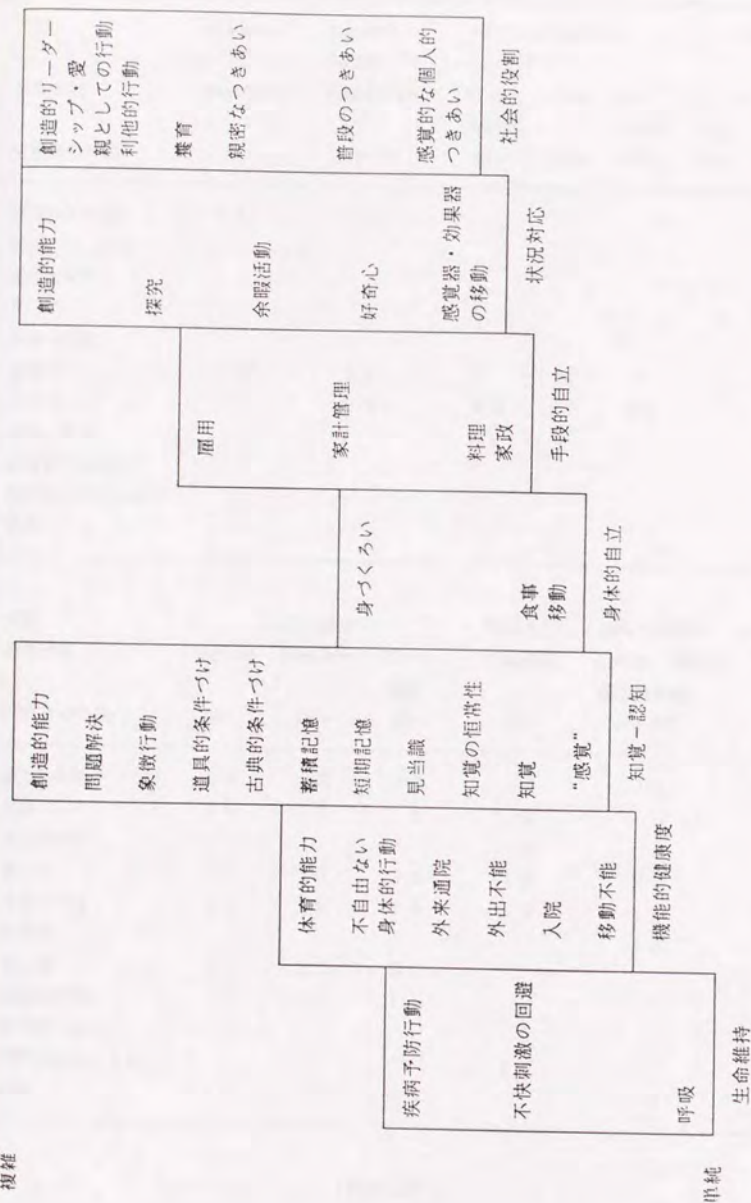 複雑
単純
疾病予防行動
不快刺激の回避
呼吸
生命維持
体育的能力
不自由ない
身体的行動
外来通院
外出不能
入院
移動不能
機能的健康度
創造的能力
問題解決
象徴行動
道具的条件づけ
古典的条件づけ
蓄積記憶
短期記憶
見当識
知覚の恒常性
知覚
“感覚“
知覚－認知
身づくろい
食事
移動
身体的自立
雇用
家計管理
料理
家政
手段的自立
創造的能力
探究
余暇活動
好奇心
感覚器・効果器
の移動
状況対応
創造的リーダー
シップ・愛
親としての行動
利他的行動
養育
親密なつきあい
普段のつきあい
感覚的な個人的
つきあい
社会的役割